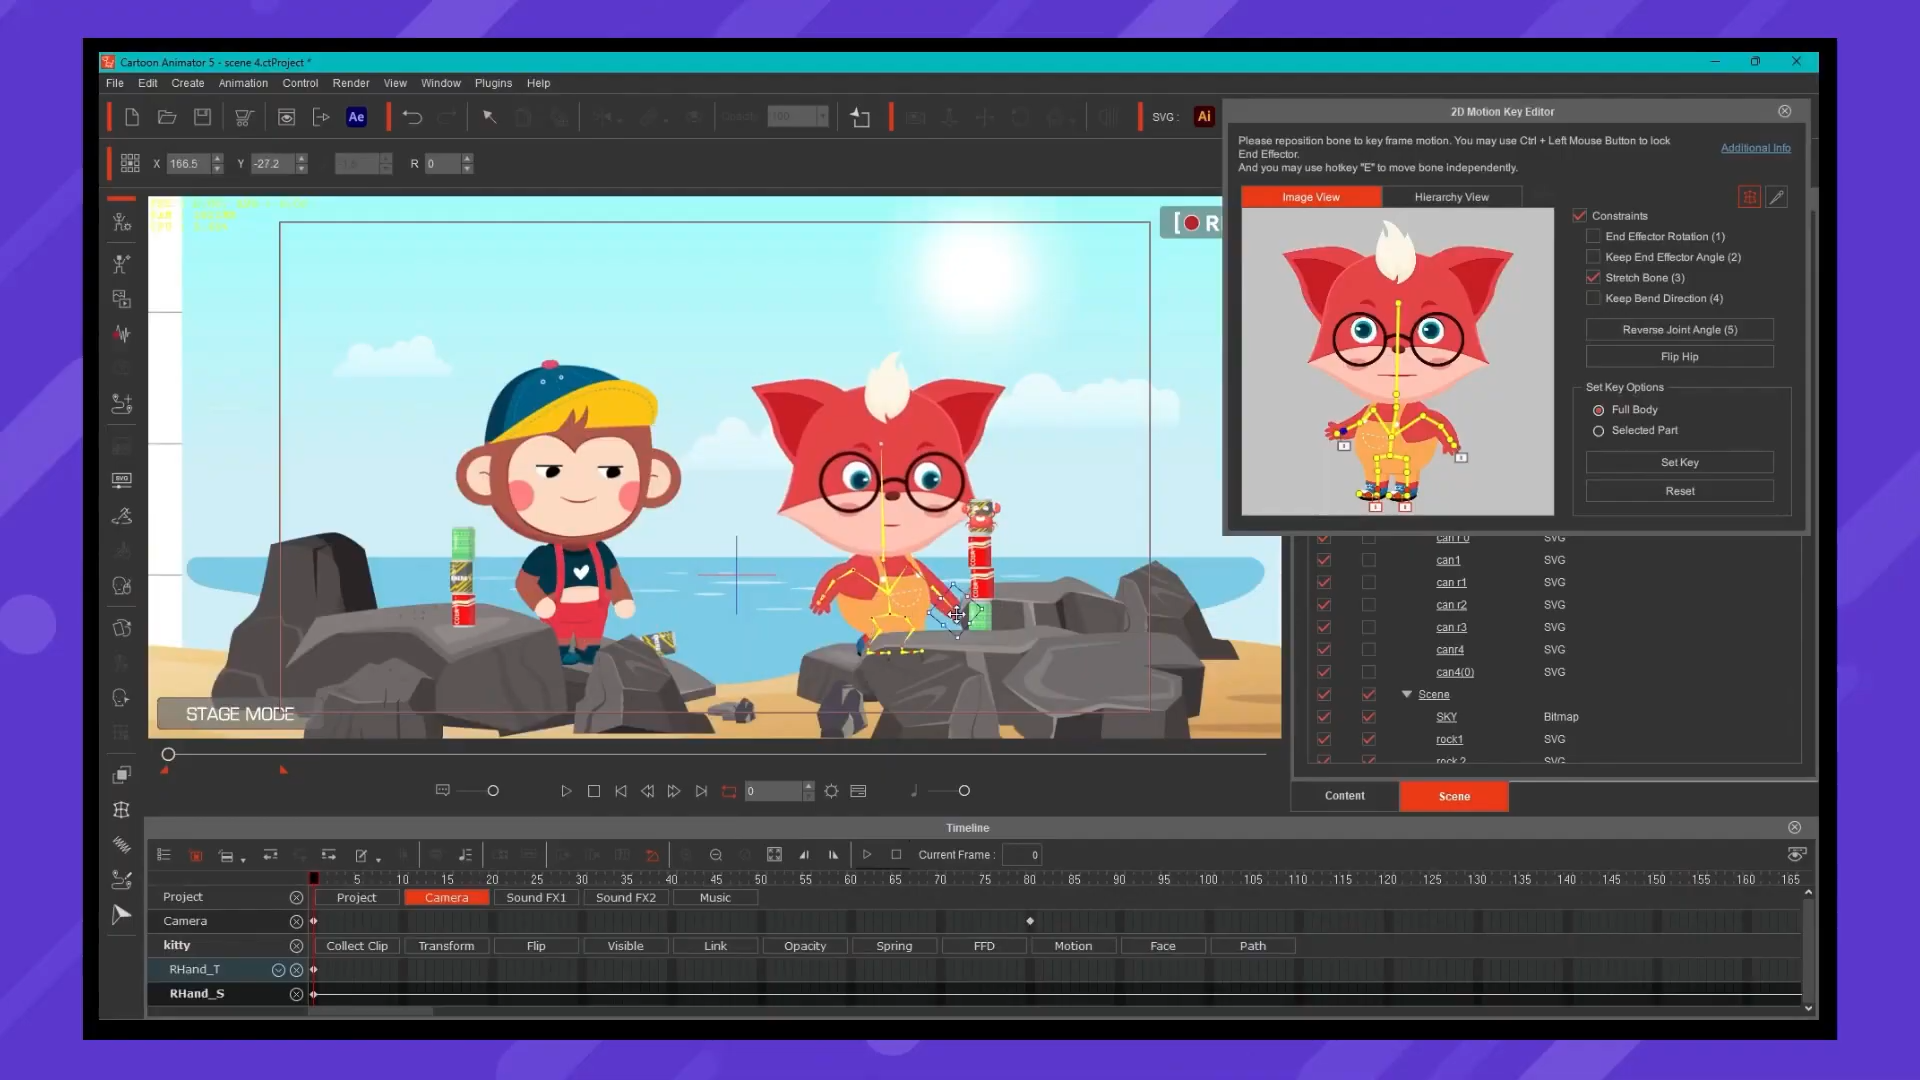 Cartoon Animator 5 - scene 4.ctProject *
File Edit Create Animation Control Render View Window Plugins Help
Ae
Opacity 100
SVG : Ai
X 166.5 Y -27.2 R 0
2D Motion Key Editor
Please reposition bone to key frame motion. You may use Ctrl + Left Mouse Button to lock
End Effector.
And you may use hotkey "E" to move bone independently.
Additional Info
Image View Hierarchy View
Constraints
End Effector Rotation (1)
Keep End Effector Angle (2)
Stretch Bone (3)
Keep Bend Direction (4)
Reverse Joint Angle (5)
Flip Hip
Set Key Options
Full Body
Selected Part
Set Key
Reset
[ R
SVG
STAGE MODE
SVG
can1 SVG
can r1 SVG
can r2 SVG
can r3 SVG
canr4 SVG
can4(0) SVG
Scene
SKY Bitmap
rock1 SVG
rock 2 SVG
Content Scene
0
Timeline
Current Frame : 0
5 10 15 20 25 30 35 40 45 50 55 60 65 70 75 80 85 90 95 100 105 110 115 120 125 130 135 140 145 150 155 160 165
Project Project Camera Sound FX1 Sound FX2 Music
Camera
kitty Collect Clip Transform Flip Visible Link Opacity Spring FFD Motion Face Path
RHand_T
RHand_S